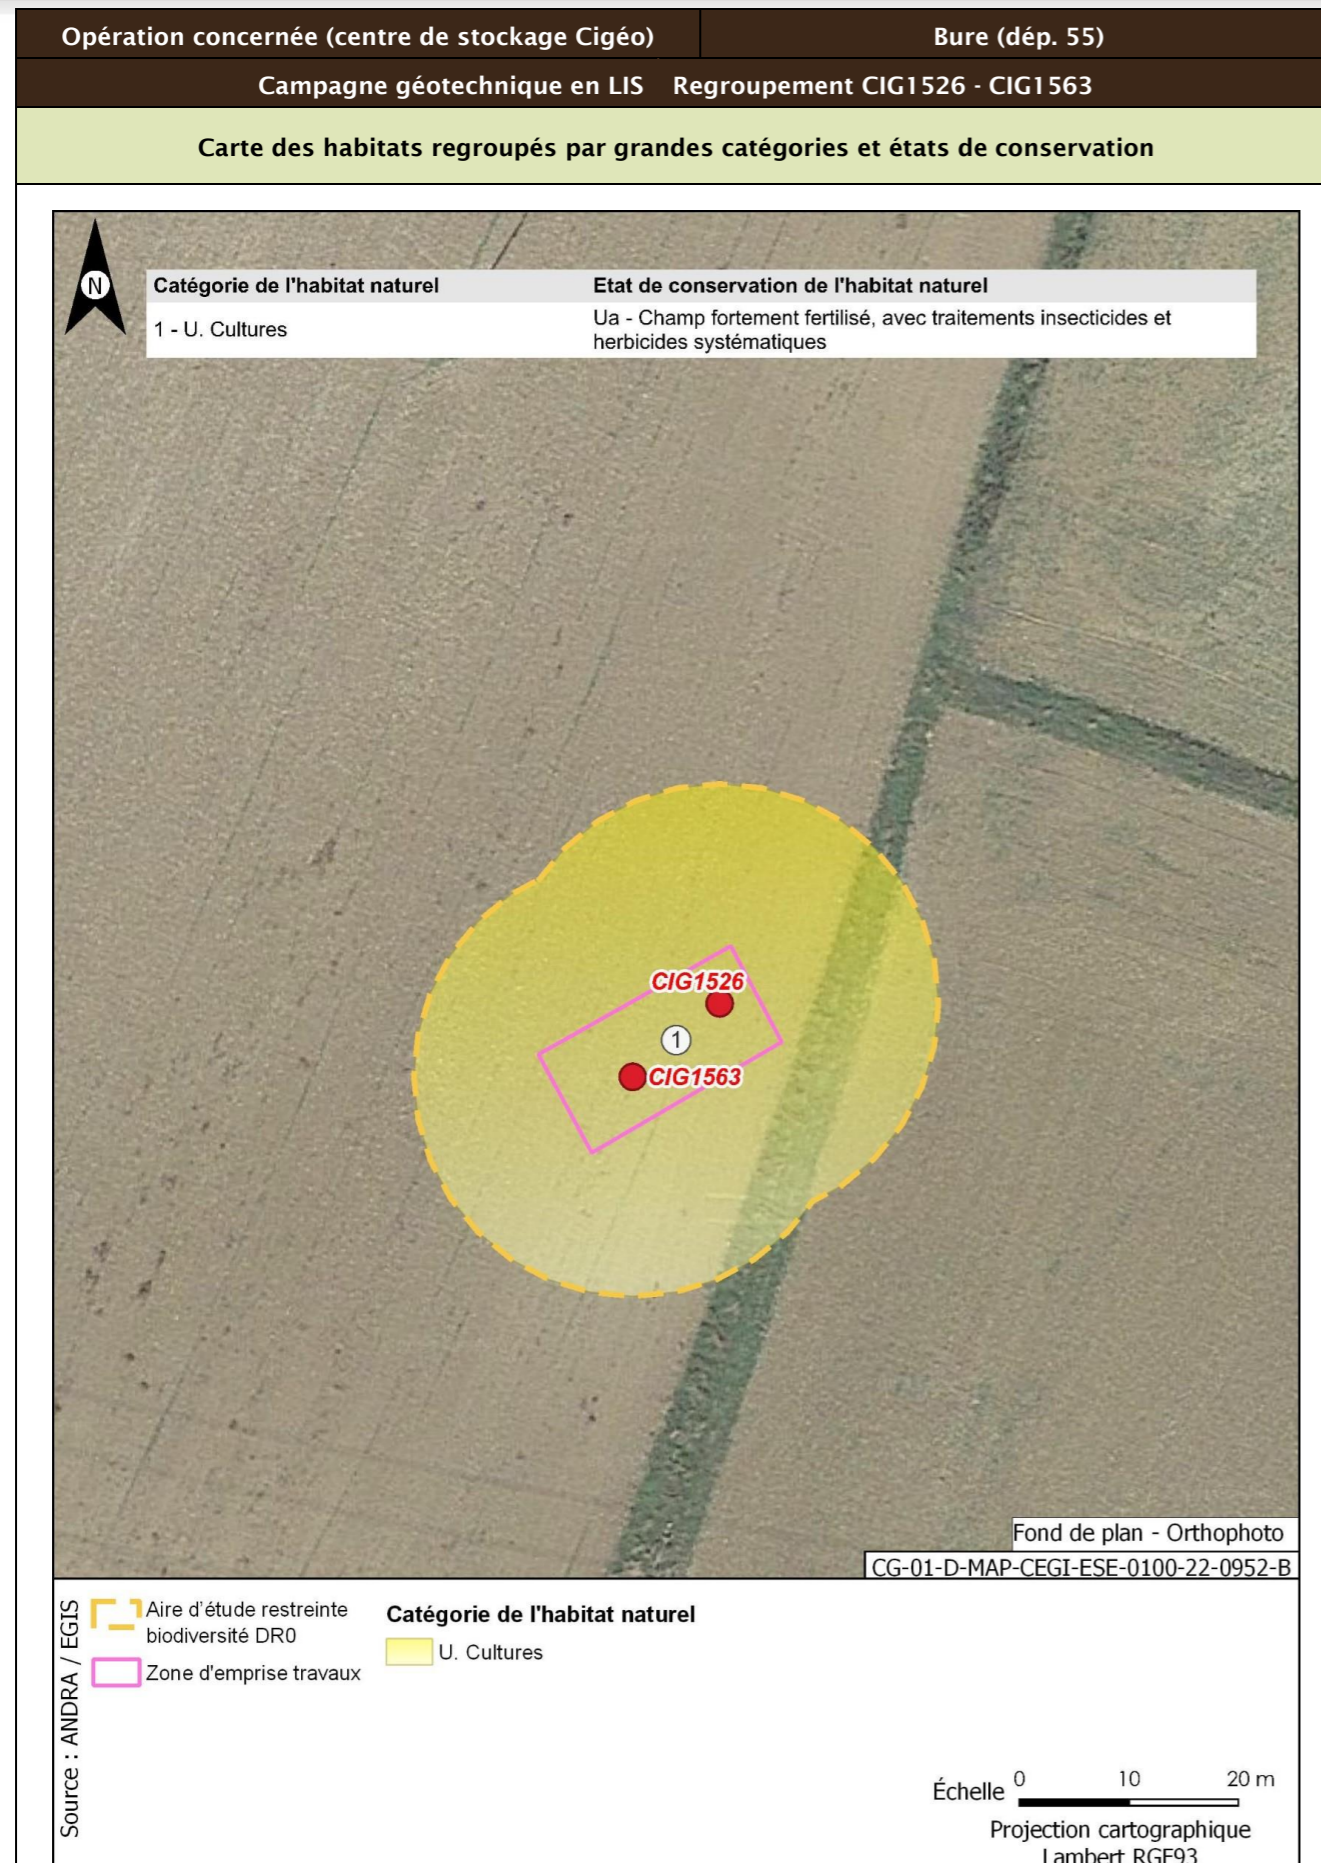 Opération concernée (centre de stockage Cigéo) Bure (dép. 55)
Campagne géotechnique en LIS Regroupement CIG1526 - CIG1563
Carte des habitats regroupés par grandes catégories et états de conservation
N
Catégorie de l'habitat naturel Etat de conservation de l'habitat naturel
1 - U. Cultures Ua - Champ fortement fertilisé, avec traitements insecticides et
herbicides systématiques
CIG1526
1
CIG1563
Fond de plan - Orthophoto
CG-01-D-MAP-CEGI-ESE-0100-22-0952-B
Source : ANDRA / EGIS
Aire d'étude restreinte
biodiversité DR0
Zone d'emprise travaux
Catégorie de l'habitat naturel
U. Cultures
Échelle 0 10 20 m
Projection cartographique
Lambert RGF93